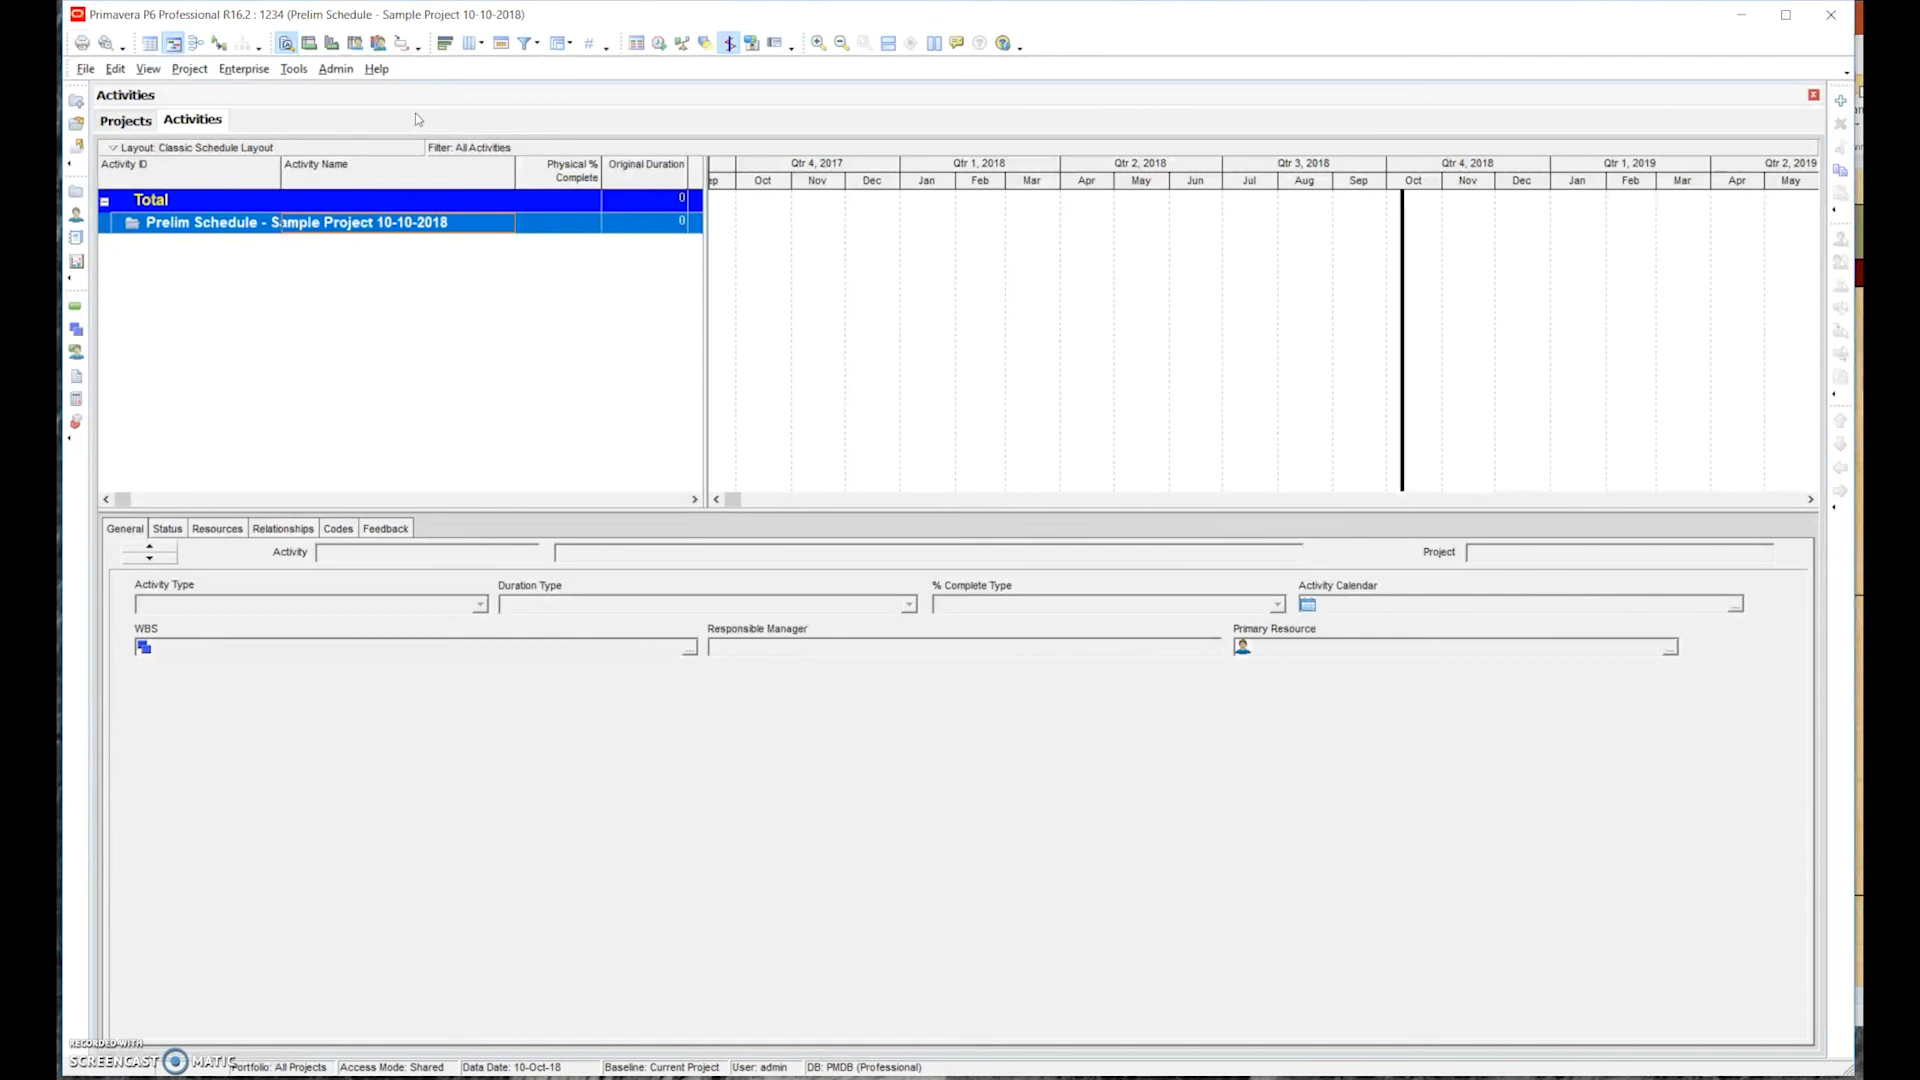 Primavera P6 Professional R16.2 : 1234 (Prelim Schedule - Sample Project 10-10-2018)
File Edit View Project Enterprise Tools Admin Help
Activities
Projects Activities
Layout: Classic Schedule Layout Filter: All Activities
Activity ID Activity Name Physical % Complete Original Duration
Qtr 4, 2017 Qtr 1, 2018 Qtr 2, 2018 Qtr 3, 2018 Qtr 4, 2018 Qtr 1, 2019 Qtr 2, 2019
ep Oct Nov Dec Jan Feb Mar Apr May Jun Jul Aug Sep Oct Nov Dec Jan Feb Mar Apr May
Total 0
Prelim Schedule - Sample Project 10-10-2018 0
General Status Resources Relationships Codes Feedback
Activity Project
Activity Type Duration Type % Complete Type Activity Calendar
WBS Responsible Manager Primary Resource
RECORDED WITH
SCREENCAST MATIC
Portfolio: All Projects Access Mode: Shared Data Date: 10-Oct-18 Baseline: Current Project User: admin DB: PMDB (Professional)